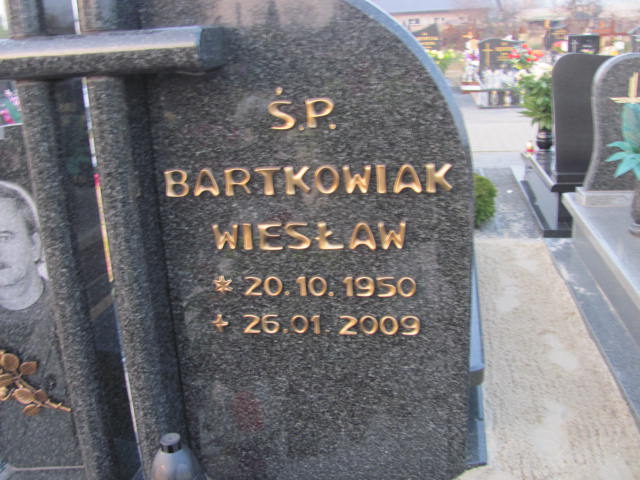 Ś.P.
BARTKOWIAK
WIESŁAW
* 20.10.1950
+ 26.01.2009